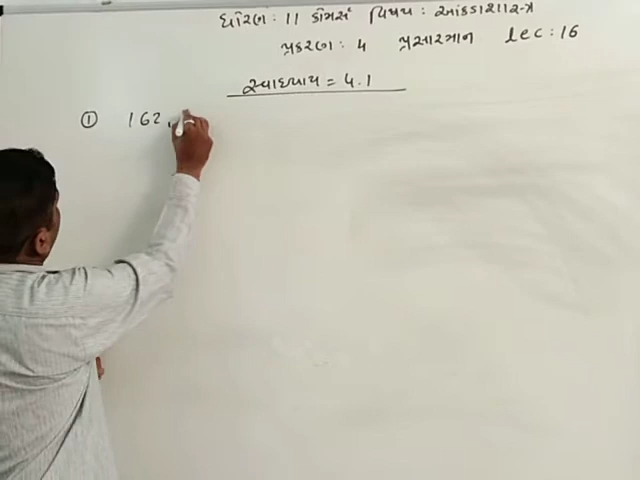 ધોરણ : 11 કોમર્સ વિષય : આંકડાશાસ્ત્ર
પ્રકરણ : 4 પ્રસારમાન lec : 16
સ્વાધ્યાય = 4.1
① 162,